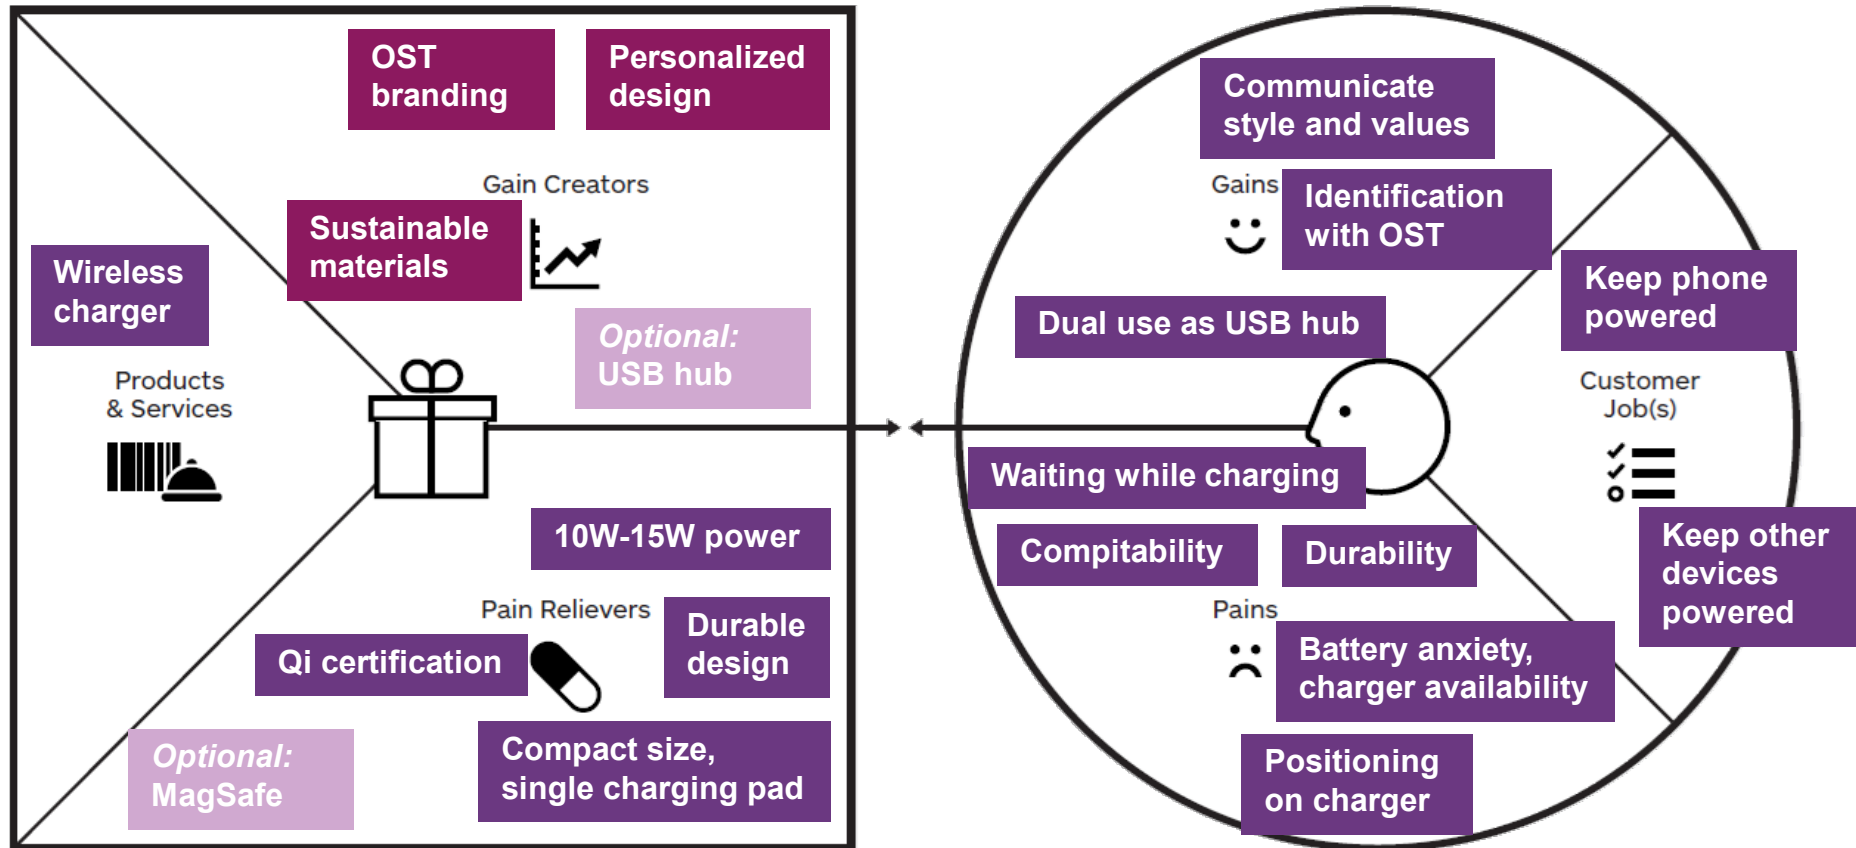 OST
branding
Personalized
design
Gain Creators
Sustainable
materials
Wireless
charger
Optional:
USB hub
Products
& Services
10W-15W power
Pain Relievers
Durable
design
Qi certification
Optional:
MagSafe
Compact size,
single charging pad
Communicate
style and values
Gains
Identification
with OST
Keep phone
powered
Dual use as USB hub
Customer
Job(s)
Waiting while charging
Compitability
Durability
Keep other
devices
powered
Pains
Battery anxiety,
charger availability
Positioning
on charger